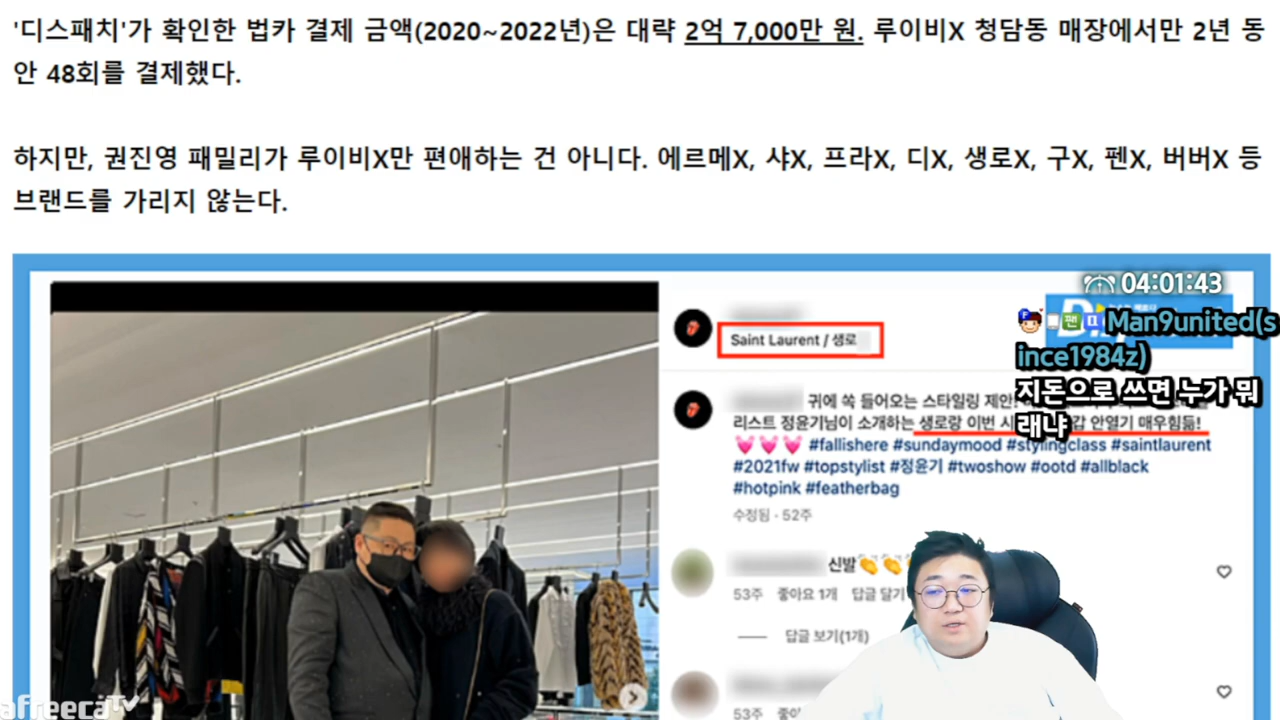 '디스패치'가 확인한 법카 결제 금액(2020~2022년)은 대략 2억 7,000만 원. 루이비X 청담동 매장에서만 2년 동
안 48회를 결제했다.
하지만, 권진영 패밀리가 루이비X만 편애하는 건 아니다. 에르메X, 샤X, 프라X, 디X, 생로X, 구X, 펜X, 버버X 등
브랜드를 가리지 않는다.
04:01:43
Man9united(s
ince1984z)
지돈으로 쓰면 누가 뭐
래냐
Saint Laurent / 생로
귀에 쏙 들어오는 스타일링 제안!
리스트 정윤기님이 소개하는 생로랑 이번 시 갑 안열기 매우힘듦!
💓💓💓 #fallishere #sundaymood #stylingclass #saintlaurent
#2021fw #topstylist #정윤기 #twoshow #ootd #allblack
#hotpink #featherbag
수정됨 · 52주
신발👏👏
53주 좋아요 1개 답글 달기
답글 보기(1개)
53주
afreecaTV